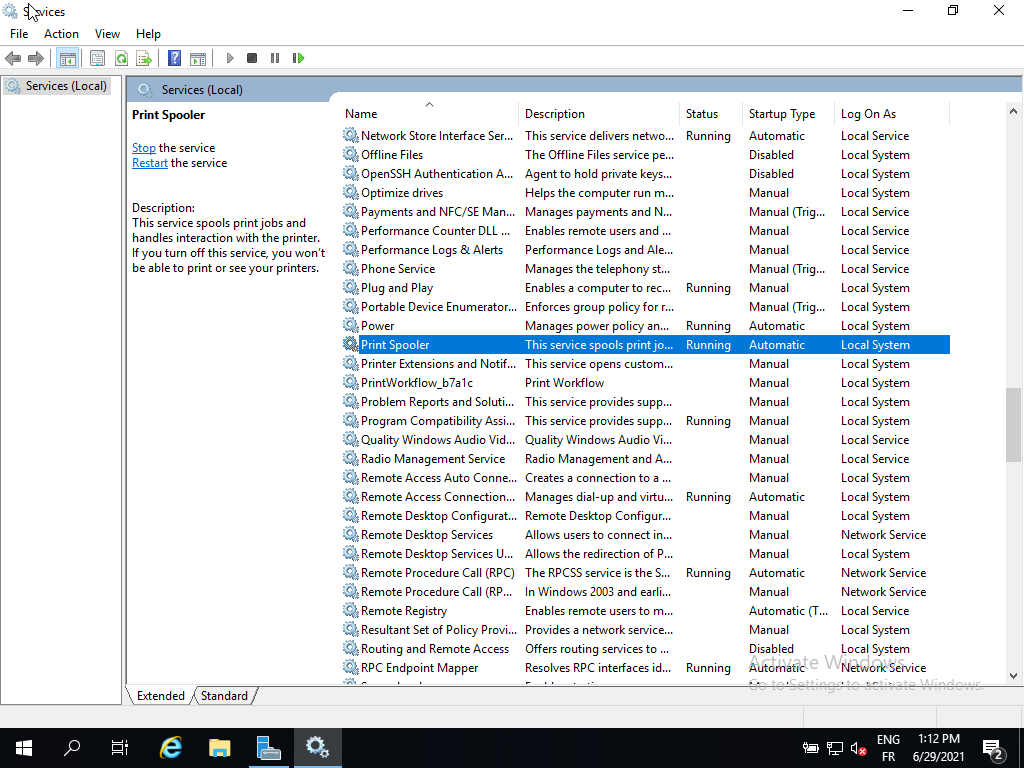 Services
File Action View Help
Services (Local)
Services (Local)
Print Spooler
Stop the service
Restart the service
Description:
This service spools print jobs and
handles interaction with the printer.
If you turn off this service, you won't
be able to print or see your printers.
Name Description Status Startup Type Log On As
Network Store Interface Ser... This service delivers netwo... Running Automatic Local Service
Offline Files The Offline Files service pe... Disabled Local System
OpenSSH Authentication A... Agent to hold private keys... Disabled Local System
Optimize drives Helps the computer run m... Manual Local System
Payments and NFC/SE Man... Manages payments and N... Manual (Trig... Local Service
Performance Counter DLL ... Enables remote users and ... Manual Local Service
Performance Logs & Alerts Performance Logs and Ale... Manual Local Service
Phone Service Manages the telephony st... Manual (Trig... Local Service
Plug and Play Enables a computer to rec... Running Manual Local System
Portable Device Enumerator... Enforces group policy for r... Manual (Trig... Local System
Power Manages power policy an... Running Automatic Local System
Print Spooler This service spools print jo... Running Automatic Local System
Printer Extensions and Notif... This service opens custom... Manual Local System
PrintWorkflow_b7a1c Print Workflow Manual Local System
Problem Reports and Soluti... This service provides supp... Manual Local System
Program Compatibility Assi... This service provides supp... Running Manual Local System
Quality Windows Audio Vid... Quality Windows Audio Vi... Manual Local Service
Radio Management Service Radio Management and A... Manual Local Service
Remote Access Auto Conne... Creates a connection to a ... Manual Local System
Remote Access Connection... Manages dial-up and virtu... Running Automatic Local System
Remote Desktop Configurat... Remote Desktop Configur... Manual Local System
Remote Desktop Services Allows users to connect in... Manual Network Service
Remote Desktop Services U... Allows the redirection of P... Manual Local System
Remote Procedure Call (RPC) The RPCSS service is the S... Running Automatic Network Service
Remote Procedure Call (RP... In Windows 2003 and earli... Manual Network Service
Remote Registry Enables remote users to m... Automatic (T... Local Service
Resultant Set of Policy Provi... Provides a network service... Manual Local System
Routing and Remote Access Offers routing services to ... Disabled Local System
RPC Endpoint Mapper Resolves RPC interfaces id... Running Automatic Network Service
Activate Windows
Go to Settings to activate Windows.
Extended Standard
ENG 1:12 PM
FR 6/29/2021 2